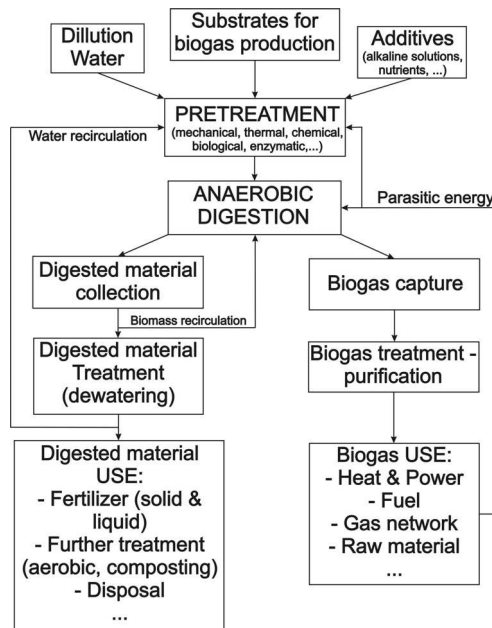 Dillution
Water
Substrates for
biogas production
Additives
(alkaline solutions,
nutrients, ...)
PRETREATMENT
(mechanical, thermal, chemical,
biological, enzymatic,...)
Water recirculation
ANAEROBIC
DIGESTION
Parasitic energy
Digested material
collection
Biogas capture
Biomass recirculation
Digested material
Treatment
(dewatering)
Biogas treatment -
purification
Digested material
USE:
- Fertilizer (solid &
liquid)
- Further treatment
(aerobic, composting)
- Disposal
...
Biogas USE:
- Heat & Power
- Fuel
- Gas network
- Raw material
...